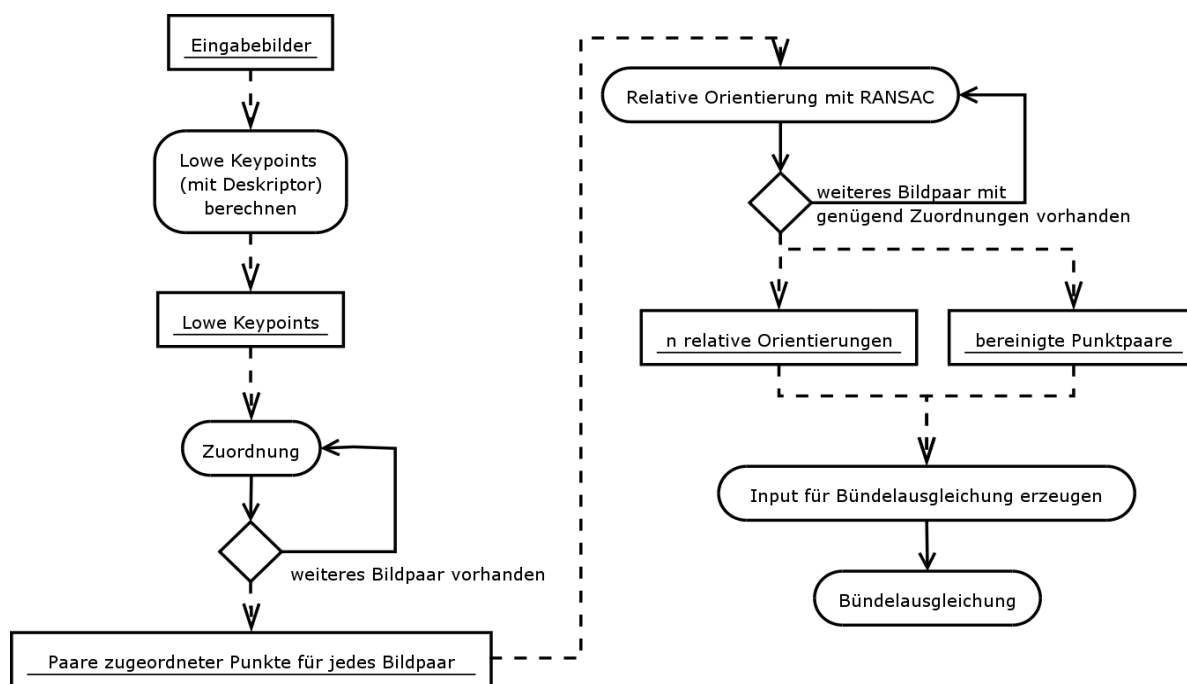 Eingabebilder
Lowe Keypoints
(mit Deskriptor)
berechnen
Lowe Keypoints
Zuordnung
weiteres Bildpaar vorhanden
Paare zugeordneter Punkte für jedes Bildpaar
Relative Orientierung mit RANSAC
weiteres Bildpaar mit
genügend Zuordnungen vorhanden
n relative Orientierungen
bereinigte Punktpaare
Input für Bündelausgleichung erzeugen
Bündelausgleichung